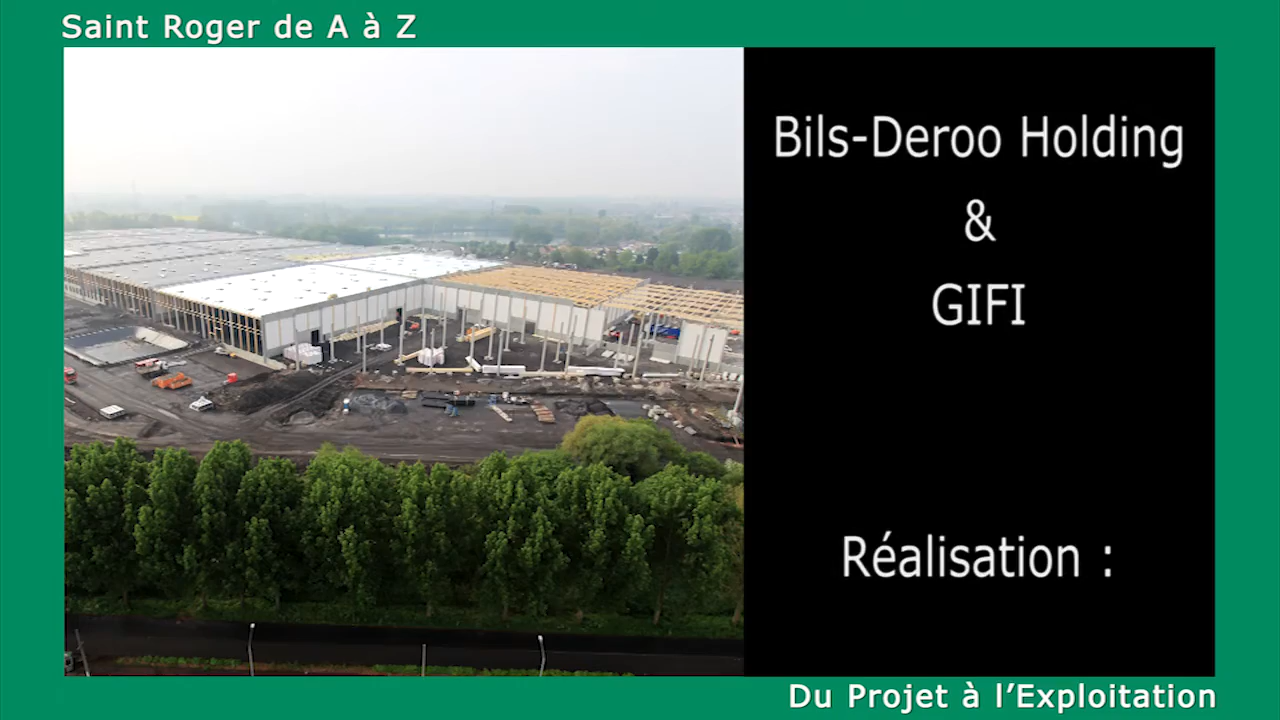 Saint Roger de A à Z
Bils-Deroo Holding
&
GIFI
Réalisation :
Du Projet à l’Exploitation